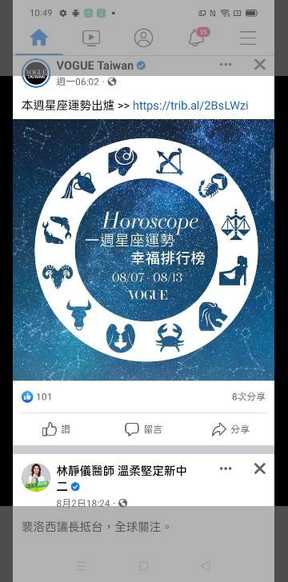 10:49
15
VOGUE Taiwan
週一06:02
本週星座運勢出爐 >> https://trib.al/2BsLWzi
Horoscope
一週星座運勢
幸福排行榜
08/07 - 08/13
VOGUE
101
8次分享
讚
留言
分享
林靜儀醫師 溫柔堅定新中
二
8月2日18:24
裴洛西議長抵台，全球關注。